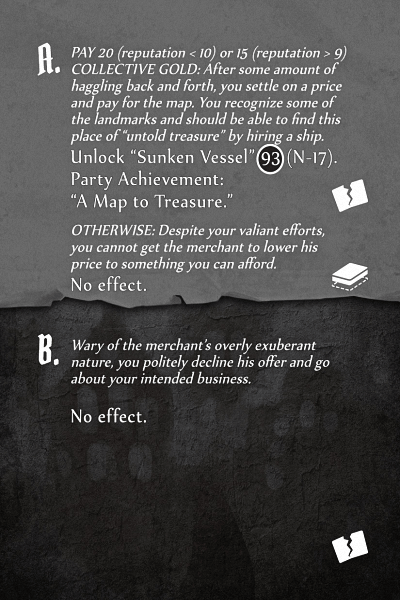 A. PAY 20 (reputation < 10) or 15 (reputation > 9)
COLLECTIVE GOLD: After some amount of
haggling back and forth, you settle on a price
and pay for the map. You recognize some of
the landmarks and should be able to find this
place of “untold treasure” by hiring a ship.
Unlock “Sunken Vessel” 93 (N-17).
Party Achievement:
“A Map to Treasure.”
OTHERWISE: Despite your valiant efforts,
you cannot get the merchant to lower his
price to something you can afford.
No effect.
B. Wary of the merchant’s overly exuberant
nature, you politely decline his offer and go
about your intended business.
No effect.